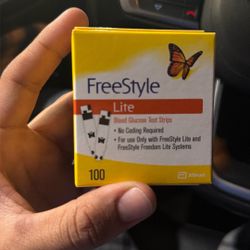 FreeStyle
Lite
Blood Glucose Test Strips
• No Coding Required
• For use Only with FreeStyle Lite and
FreeStyle Freedom Lite Systems
100
Abbott